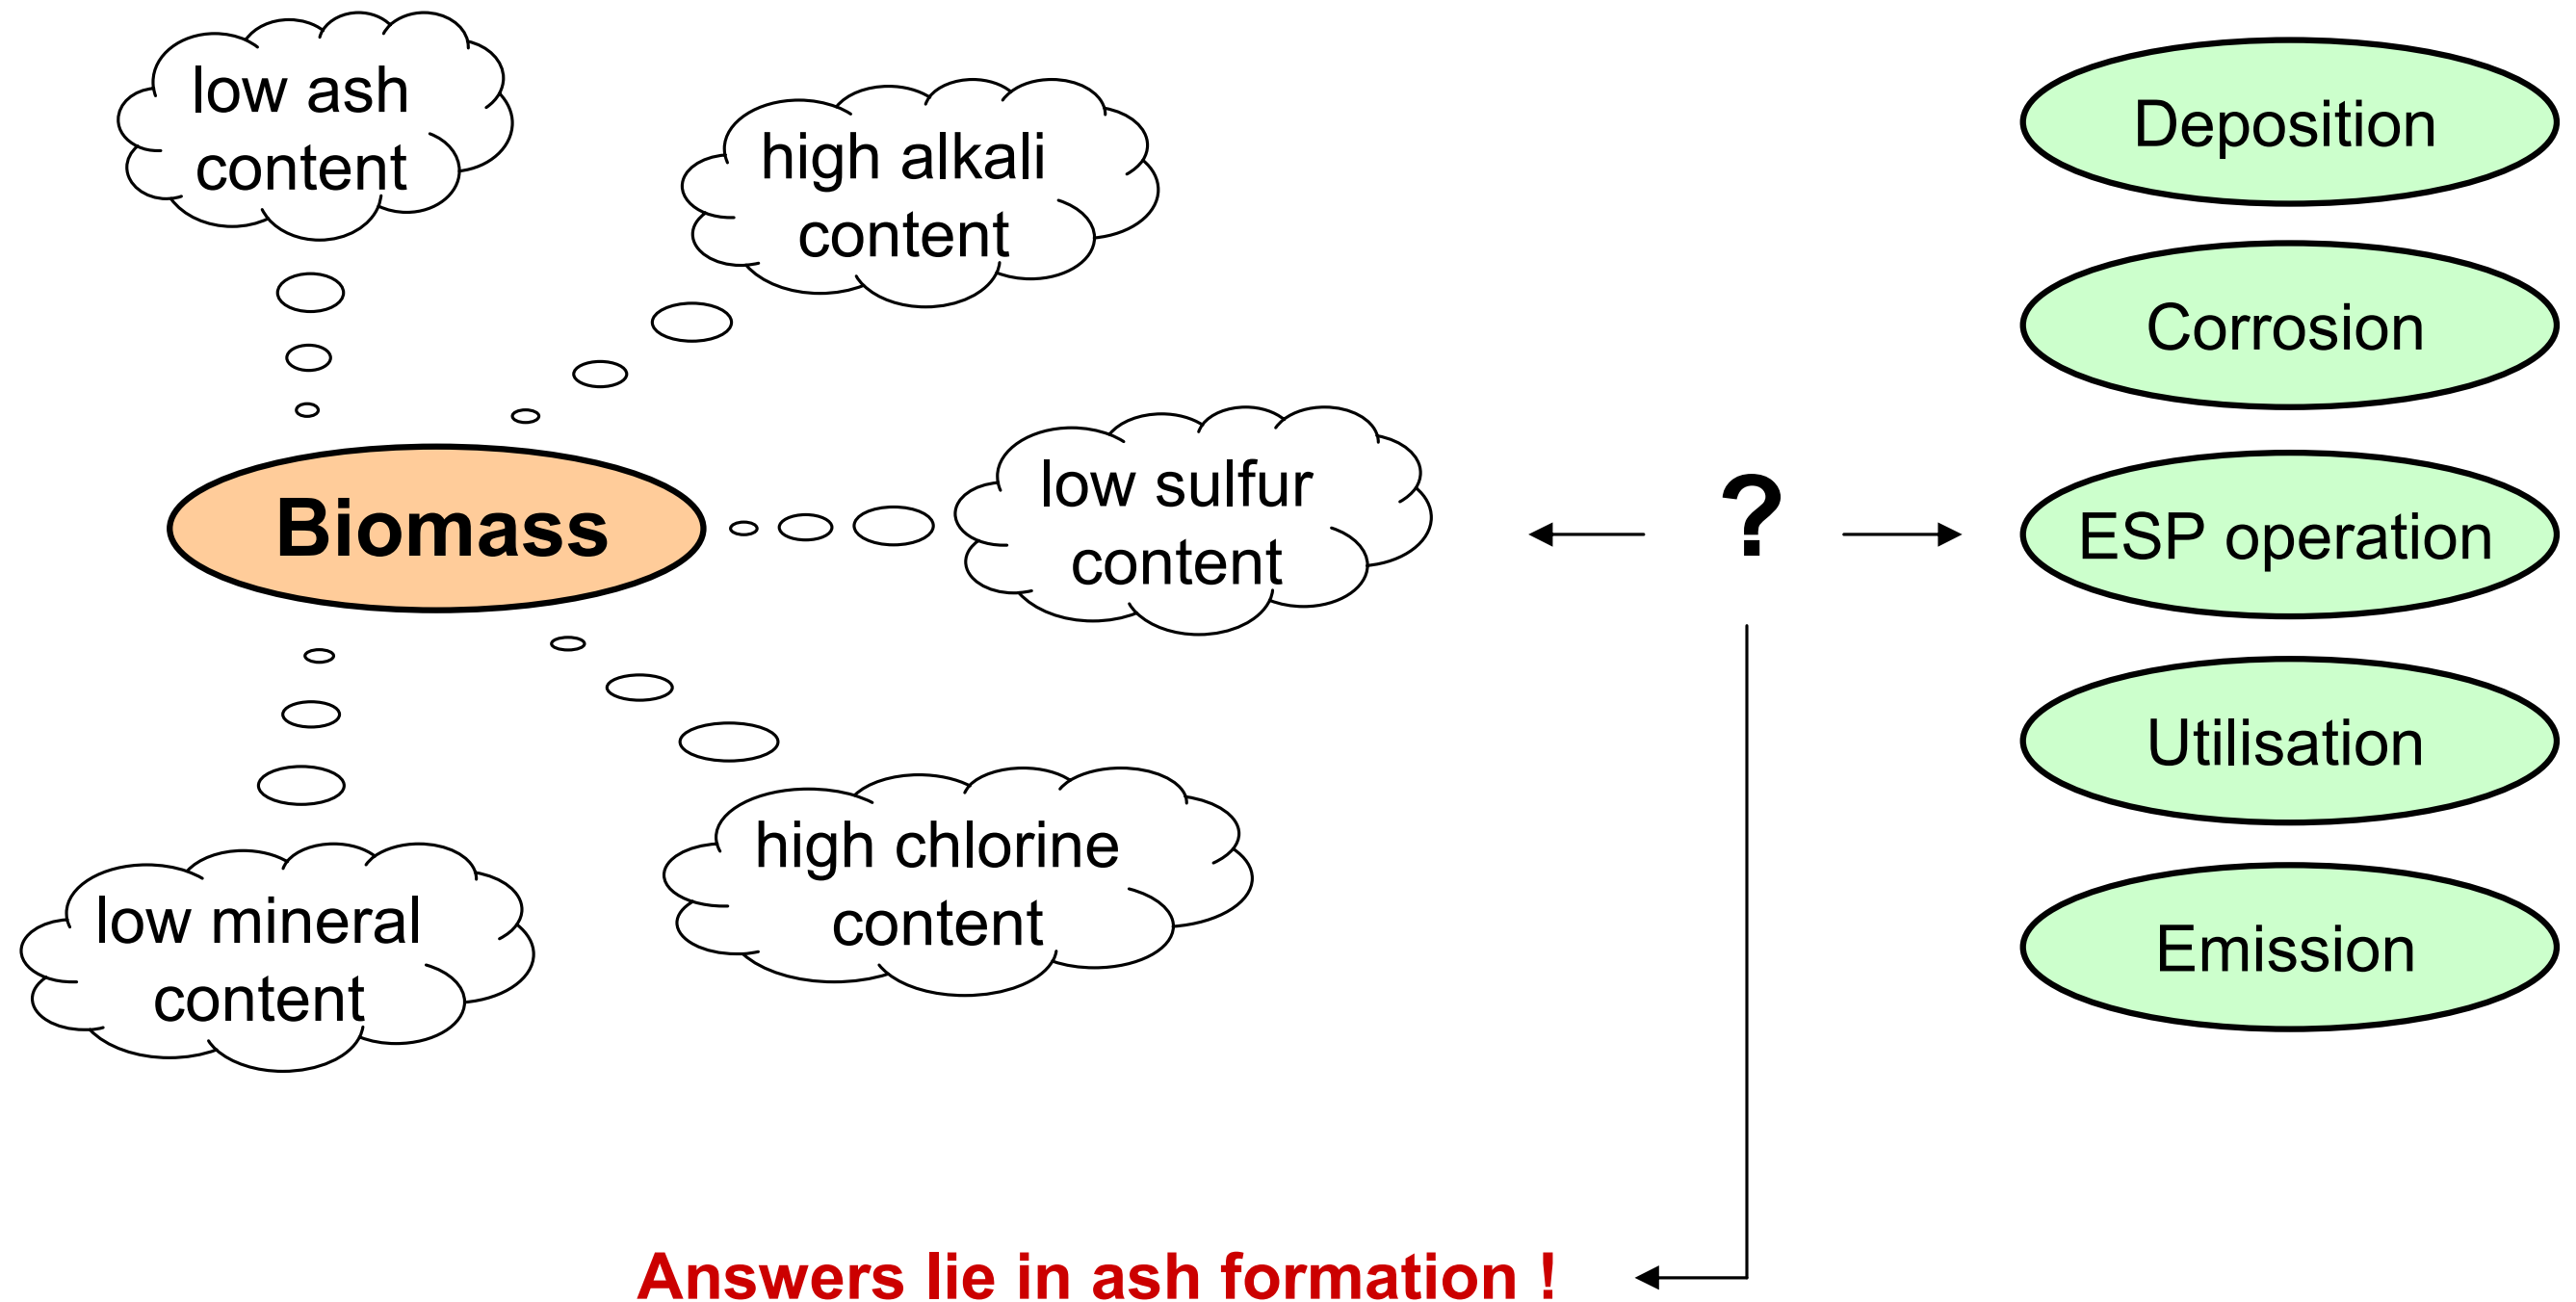 low ash
content
high alkali
content
low sulfur
content
Biomass
high chlorine
content
low mineral
content
?
Deposition
Corrosion
ESP operation
Utilisation
Emission
Answers lie in ash formation !